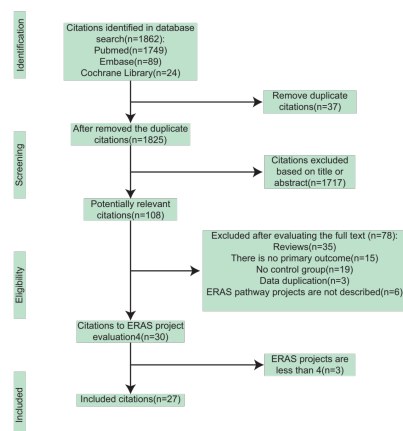 Identification
Citations identified in database
search(n=1862):
Pubmed(n=1749)
Embase(n=89)
Cochrane Library(n=24)
Remove duplicate
citations(n=37)
Screening
After removed the duplicate
citations(n=1825)
Citations excluded
based on title or
abstract(n=1717)
Potentially relevant
citations(n=108)
Eligibility
Excluded after evaluating the full text (n=78):
Reviews(n=35)
There is no primary outcome(n=15)
No control group(n=19)
Data duplication(n=3)
ERAS pathway projects are not described(n=6)
Citations to ERAS project
evaluation4(n=30)
ERAS projects are
less than 4(n=3)
Included
Included citations(n=27)